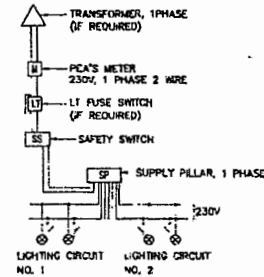 TRANSFORMER, 1PHASE
(IF REQUIRED)
M
PEA'S METER
230V, 1 PHASE 2 WIRE
LT
LT FUSE SWITCH
(IF REQUIRED)
SS
SAFETY SWITCH
SP
SUPPLY PILLAR, 1 PHASE
230V
LIGHTING CIRCUIT
NO. 1
LIGHTING CIRCUIT
NO. 2